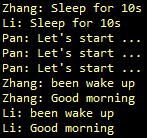 Zhang: Sleep for 10s
Li: Sleep for 10s
Pan: Let's start ...
Pan: Let's start ...
Pan: Let's start ...
Zhang: been wake up
Zhang: Good morning
Li: been wake up
Li: Good morning